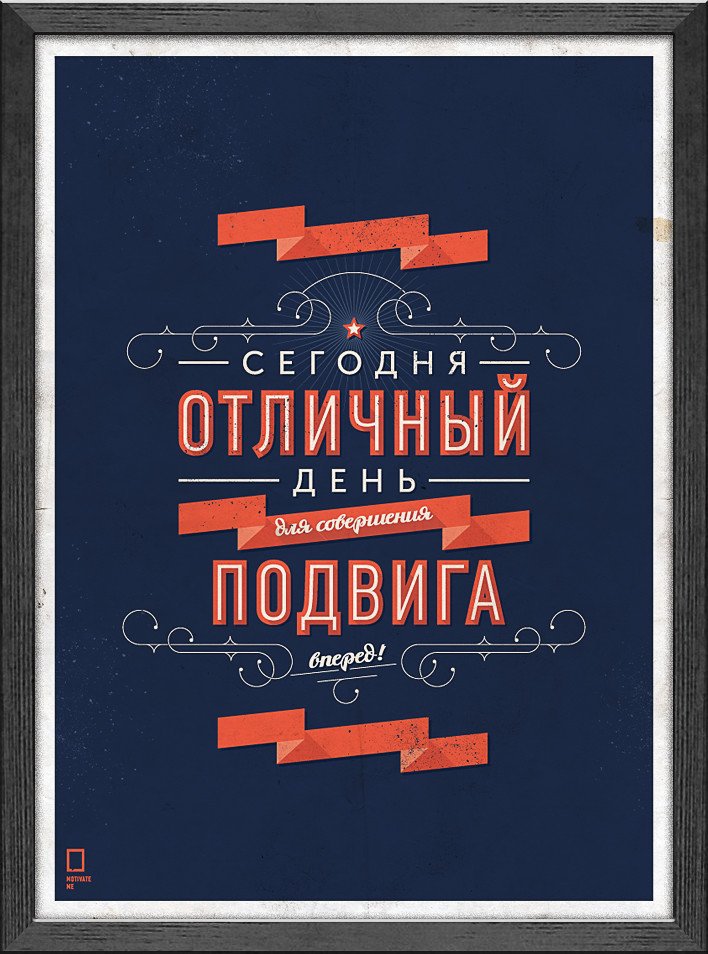 СЕГОДНЯ
ОТЛИЧНЫЙ
ДЕНЬ
для совершения
ПОДВИГА
вперед!
MOTIVATE
ME